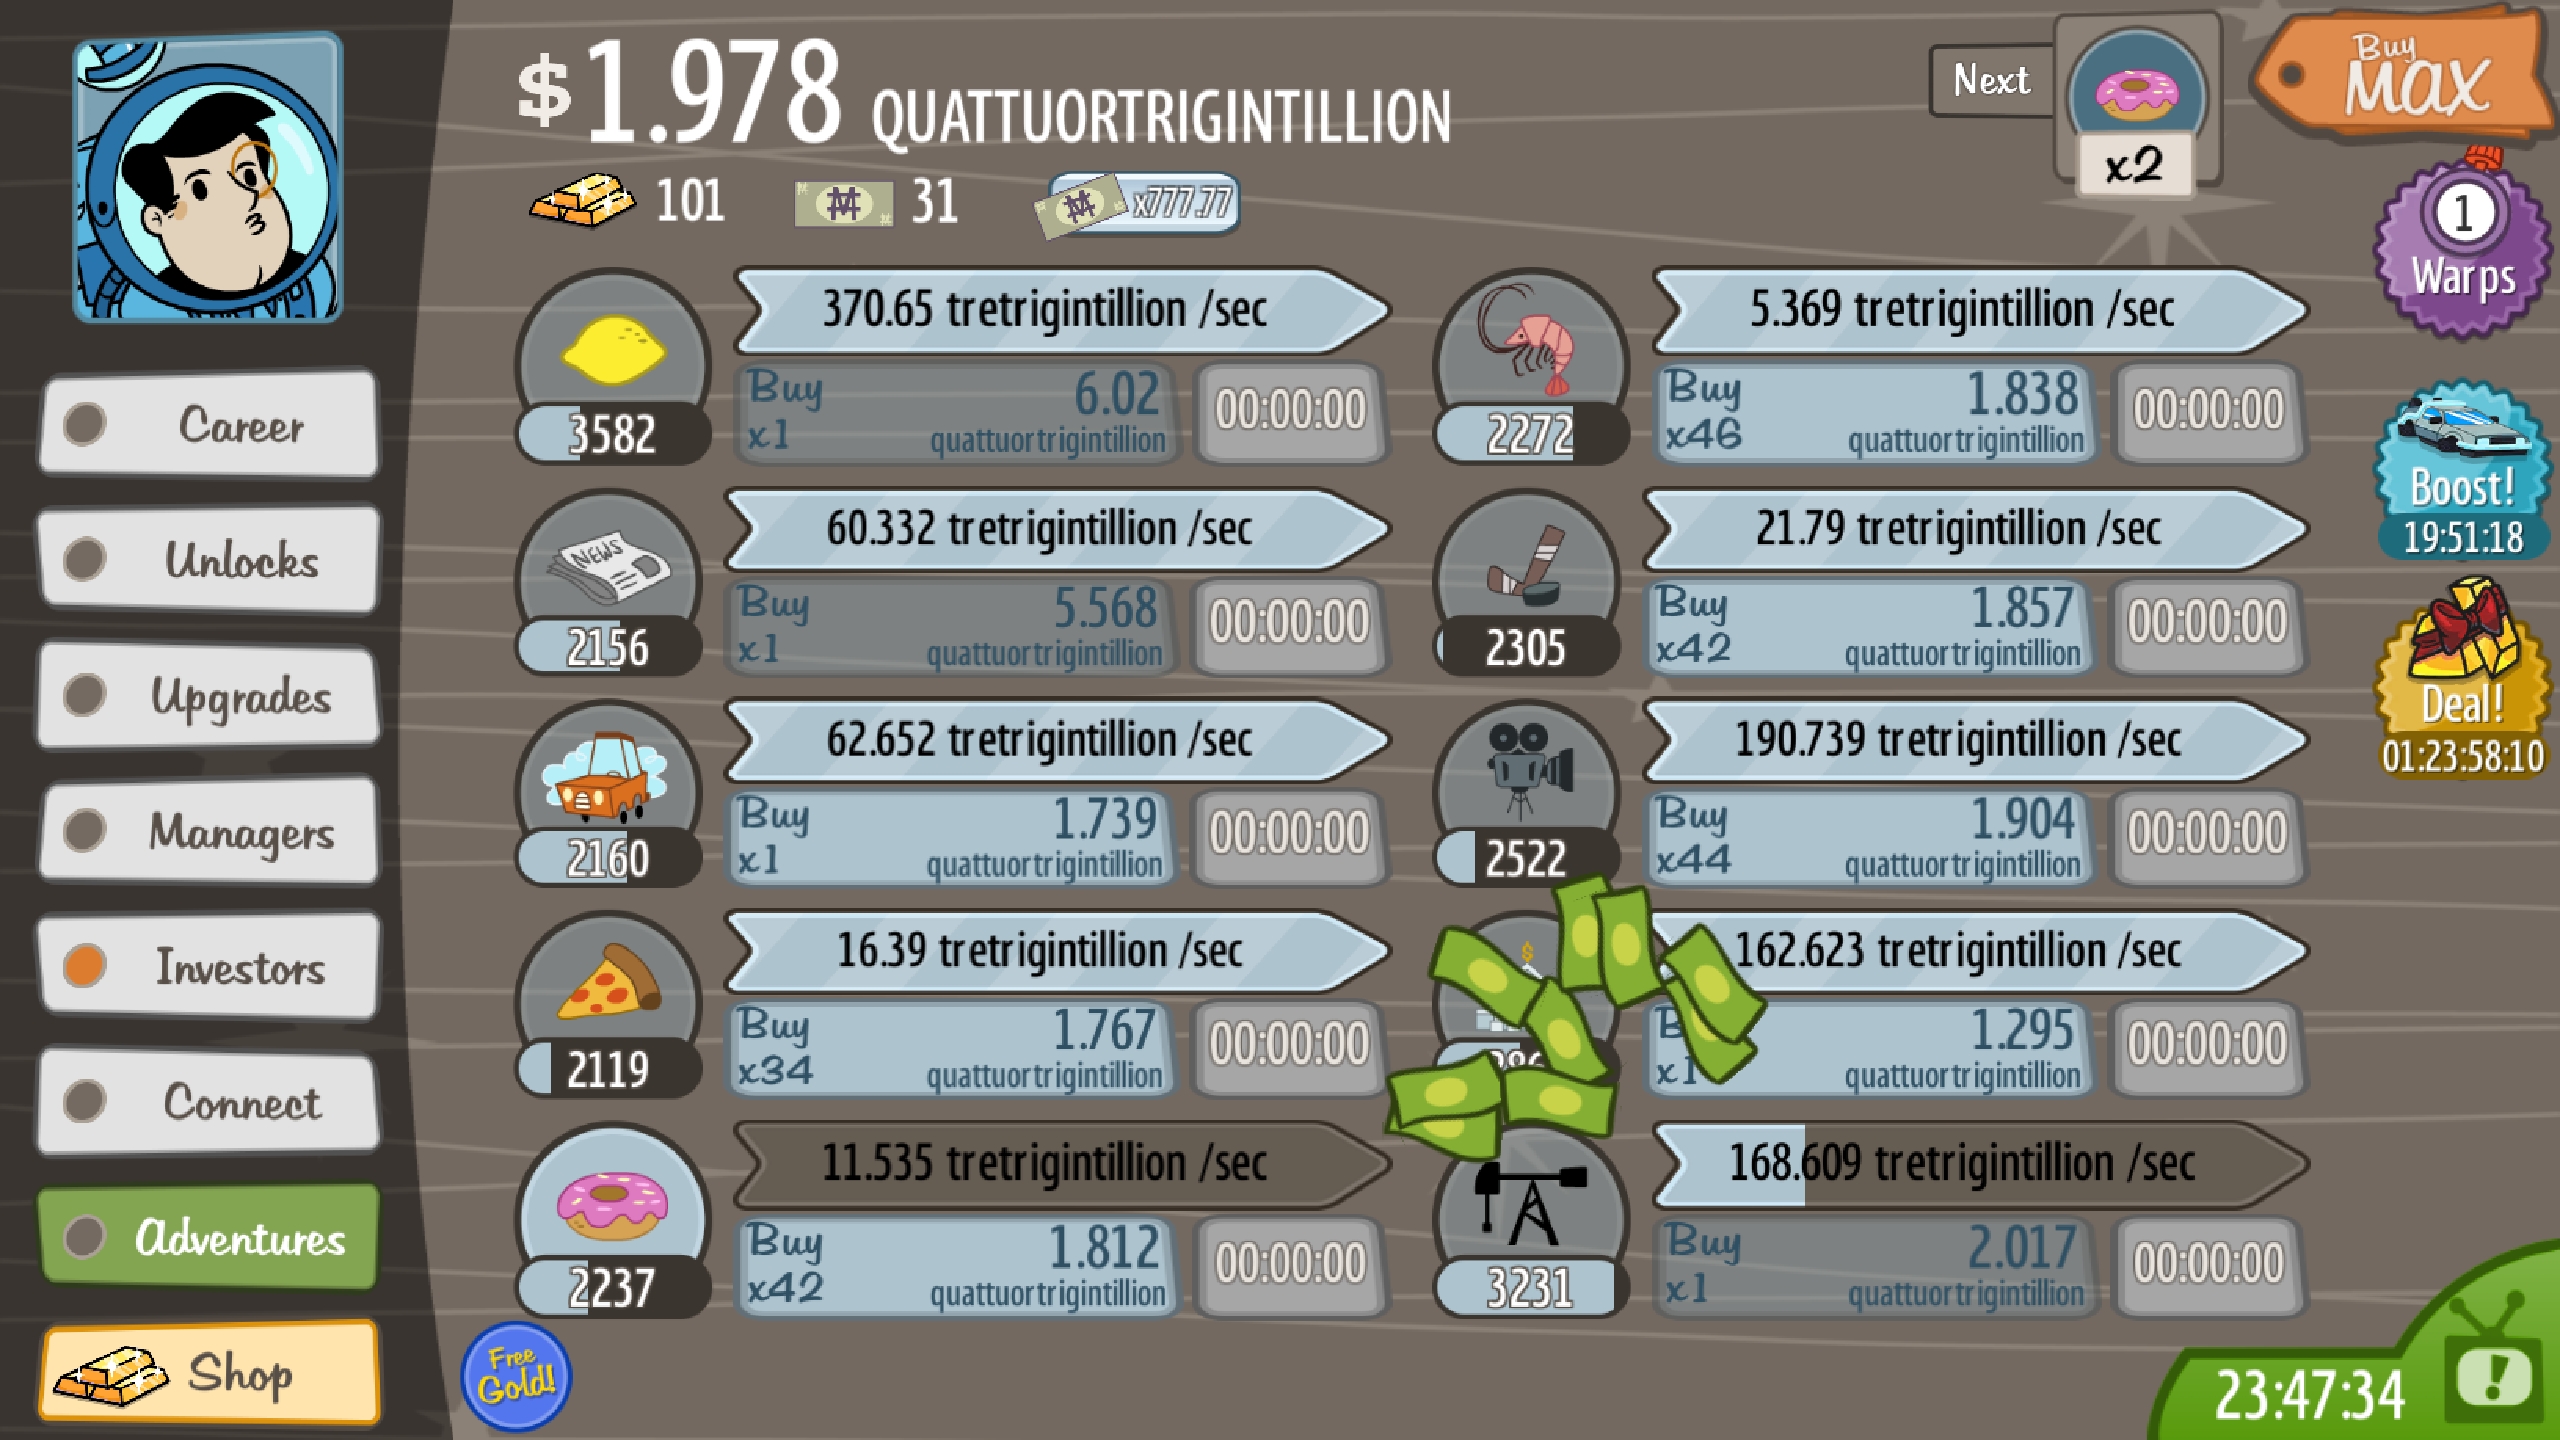 $1.978 QUATTUORTRIGINTILLION
Next
x2
Buy
MAX
101
31
x777.77
1
Warps
Boost!
19:51:18
Deal!
01:23:58:10
Career
Unlocks
Upgrades
Managers
Investors
Connect
Adventures
Shop
Free
Gold!
370.65 tretrigintillion /sec
3582
Buy 6.02
x1 quattuortrigintillion
00:00:00
NEWS
60.332 tretrigintillion /sec
2156
Buy 5.568
x1 quattuortrigintillion
00:00:00
62.652 tretrigintillion /sec
2160
Buy 1.739
x1 quattuortrigintillion
00:00:00
16.39 tretrigintillion /sec
2119
Buy 1.767
x34 quattuortrigintillion
00:00:00
11.535 tretrigintillion /sec
2237
Buy 1.812
x42 quattuortrigintillion
00:00:00
5.369 tretrigintillion /sec
2272
Buy 1.838
x46 quattuortrigintillion
00:00:00
21.79 tretrigintillion /sec
2305
Buy 1.857
x42 quattuortrigintillion
00:00:00
190.739 tretrigintillion /sec
2522
Buy 1.904
x44 quattuortrigintillion
00:00:00
162.623 tretrigintillion /sec
1.295
quattuortrigintillion
00:00:00
168.609 tretrigintillion /sec
3231
Buy 2.017
x1 quattuortrigintillion
00:00:00
23:47:34